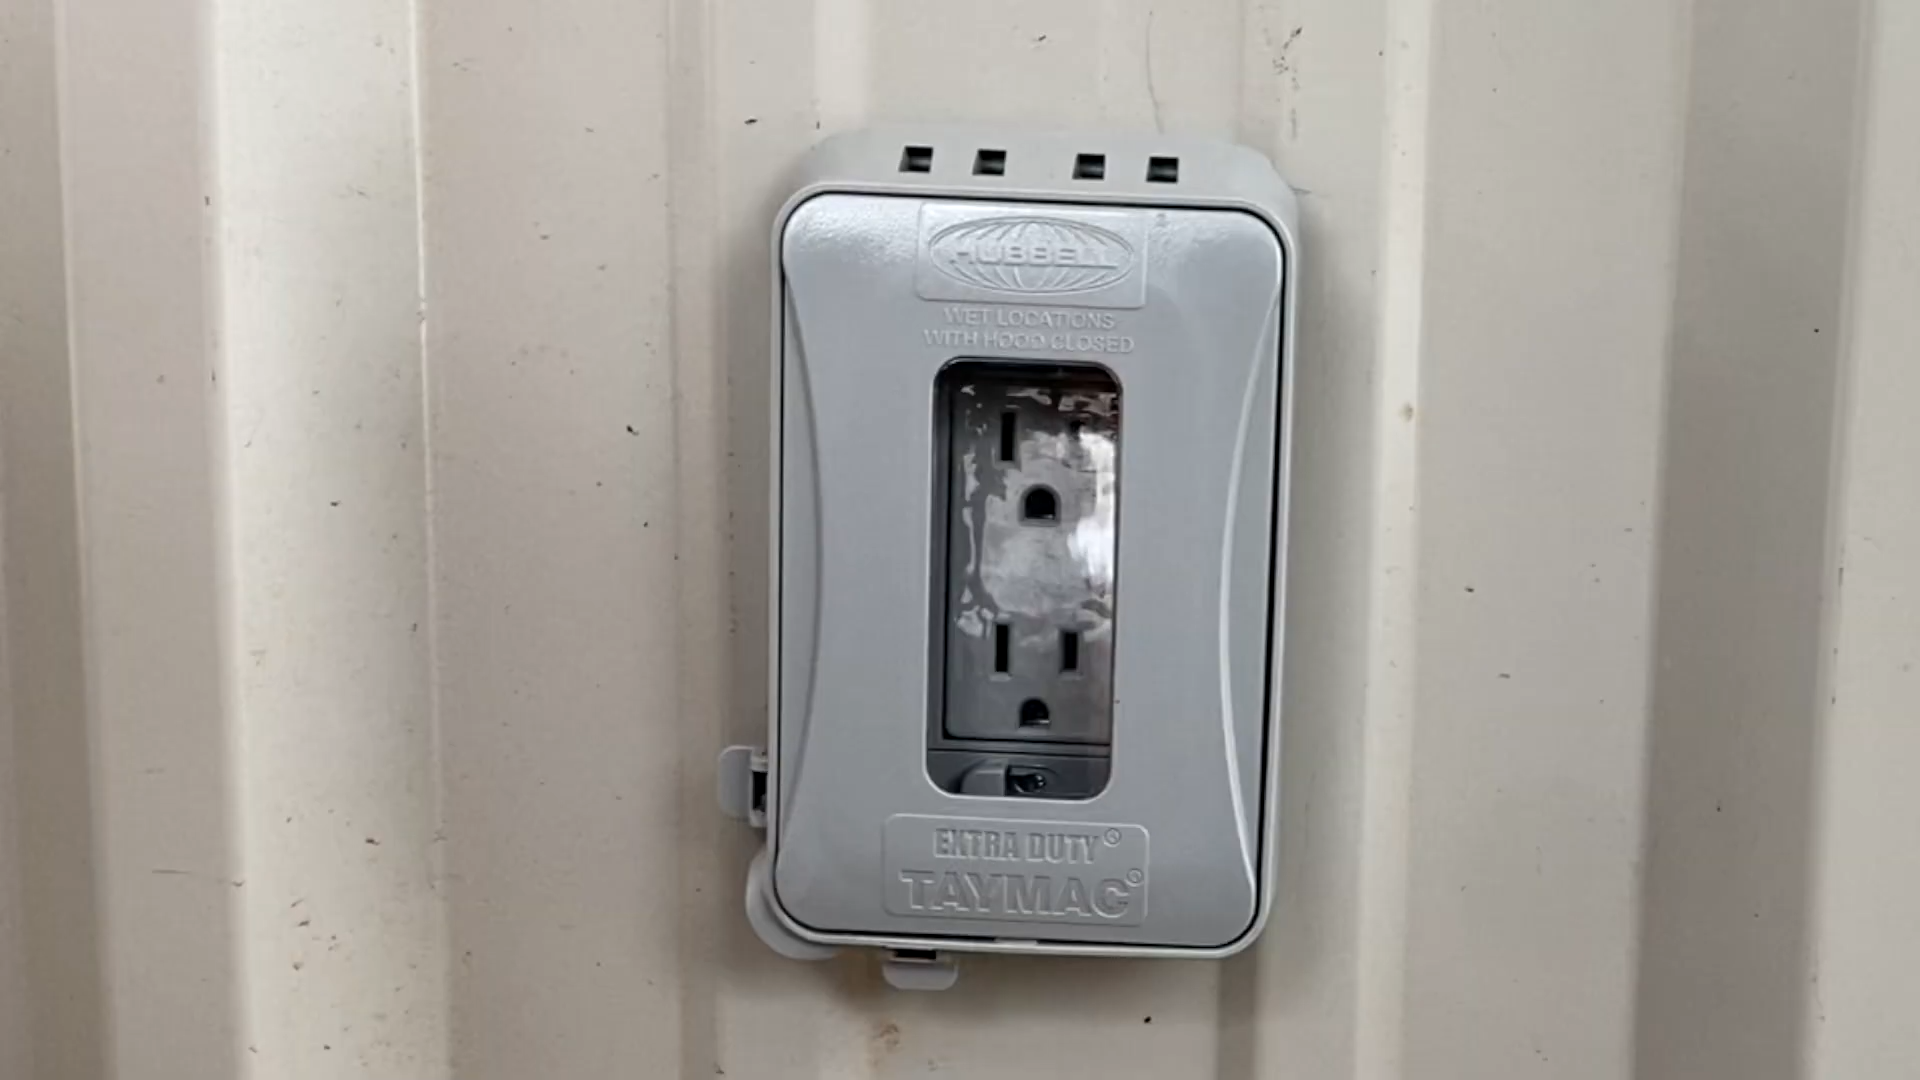 HUBBELL
WET LOCATIONS
WITH HOOD CLOSED
EXTRA DUTY®
TAYMAC®